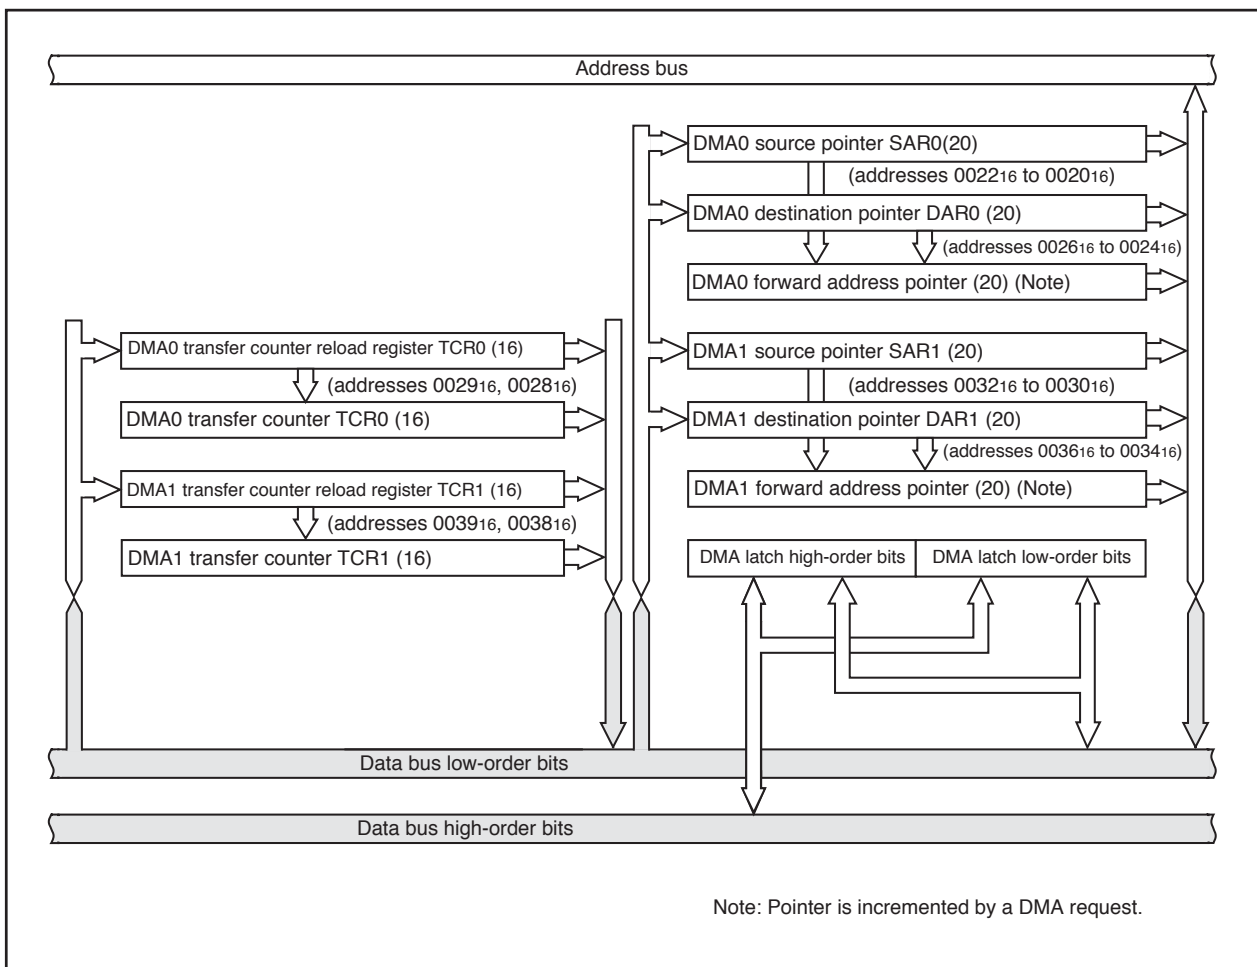 Address bus
DMA0 source pointer SAR0(20)
(addresses 002216 to 002016)
DMA0 destination pointer DAR0 (20)
(addresses 002616 to 002416)
DMA0 forward address pointer (20) (Note)
DMA0 transfer counter reload register TCR0 (16)
(addresses 002916, 002816)
DMA0 transfer counter TCR0 (16)
DMA1 transfer counter reload register TCR1 (16)
(addresses 003916, 003816)
DMA1 transfer counter TCR1 (16)
DMA1 source pointer SAR1 (20)
(addresses 003216 to 003016)
DMA1 destination pointer DAR1 (20)
(addresses 003616 to 003416)
DMA1 forward address pointer (20) (Note)
DMA latch high-order bits
DMA latch low-order bits
Data bus low-order bits
Data bus high-order bits
Note: Pointer is incremented by a DMA request.